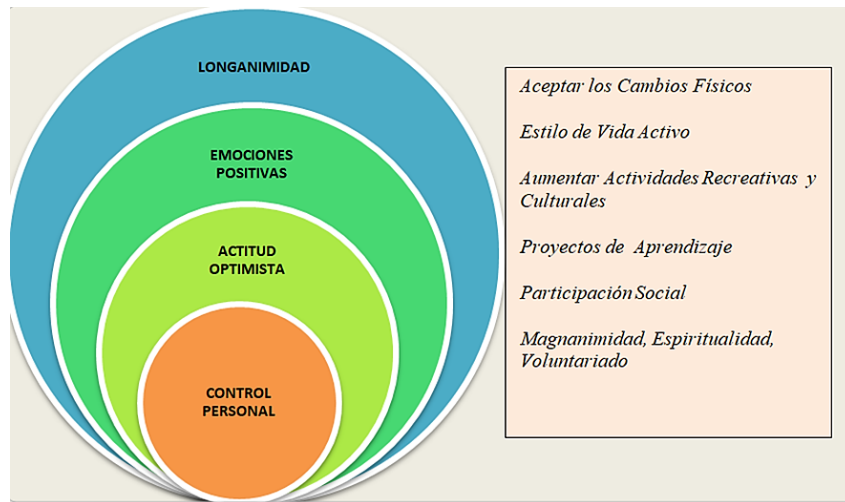 LONGANIMIDAD
EMOCIONES
POSITIVAS
ACTITUD
OPTIMISTA
CONTROL
PERSONAL
Aceptar los Cambios Físicos
Estilo de Vida Activo
Aumentar Actividades Recreativas y
Culturales
Proyectos de Aprendizaje
Participación Social
Magnanimidad, Espiritualidad,
Voluntariado